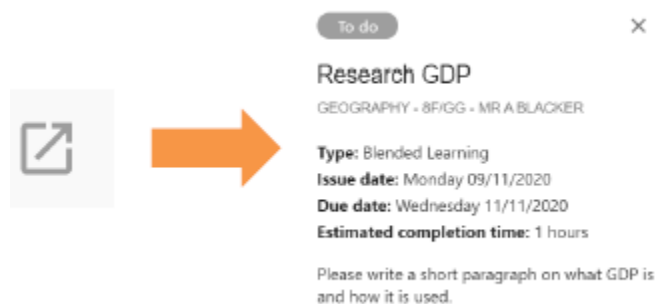 To do
Research GDP
GEOGRAPHY - 8F/GG - MR A BLACKER
Type: Blended Learning
Issue date: Monday 09/11/2020
Due date: Wednesday 11/11/2020
Estimated completion time: 1 hours
Please write a short paragraph on what GDP is
and how it is used.